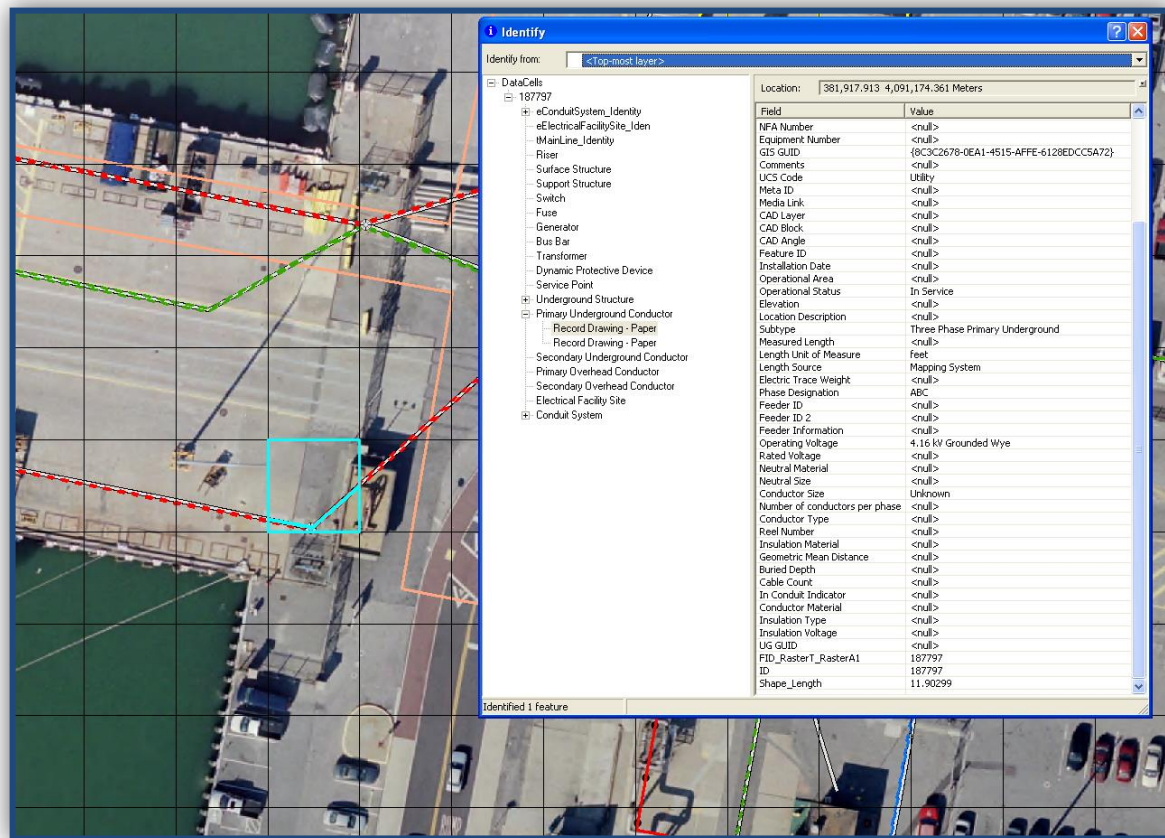 Identify
Identify from: <Top-most layer>
DataCells
187797
eConduitSystem_Identity
eElectricalFacilitySite_Iden
tMainLine_Identity
Riser
Surface Structure
Support Structure
Switch
Fuse
Generator
Bus Bar
Transformer
Dynamic Protective Device
Service Point
Underground Structure
Primary Underground Conductor
Record Drawing - Paper
Record Drawing - Paper
Secondary Underground Conductor
Primary Overhead Conductor
Secondary Overhead Conductor
Electrical Facility Site
Conduit System
Location: 381,917.913 4,091,174.361 Meters
Field Value
NFA Number <null>
Equipment Number <null>
GIS GUID {8C3C2678-0EA1-4515-AFFE-6128EDCC5A72}
Comments <null>
UCS Code Utility
Meta ID <null>
Media Link <null>
CAD Layer <null>
CAD Block <null>
CAD Angle <null>
Feature ID <null>
Installation Date <null>
Operational Area <null>
Operational Status In Service
Elevation <null>
Location Description <null>
Subtype Three Phase Primary Underground
Measured Length <null>
Length Unit of Measure feet
Length Source Mapping System
Electric Trace Weight <null>
Phase Designation ABC
Feeder ID <null>
Feeder ID 2 <null>
Feeder Information <null>
Operating Voltage 4.16 kV Grounded Wye
Rated Voltage <null>
Neutral Material <null>
Neutral Size <null>
Conductor Size Unknown
Number of conductors per phase <null>
Conductor Type <null>
Reel Number <null>
Insulation Material <null>
Geometric Mean Distance <null>
Buried Depth <null>
Cable Count <null>
In Conduit Indicator <null>
Conductor Material <null>
Insulation Type <null>
Insulation Voltage <null>
UG GUID <null>
FID_RasterT_RasterA1 187797
ID 187797
Shape_Length 11.90299
Identified 1 feature